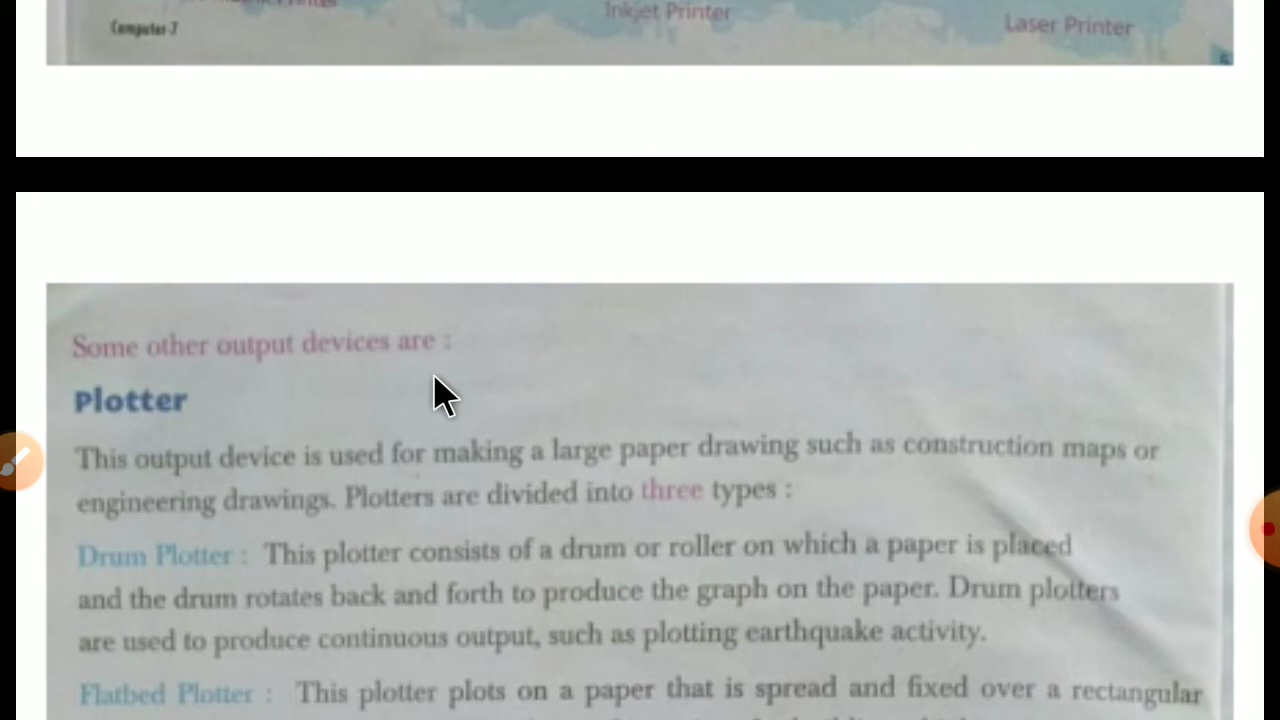 Inkjet Printer
Computer-7
Laser Printer
Some other output devices are :
Plotter
This output device is used for making a large paper drawing such as construction maps or
engineering drawings. Plotters are divided into three types :
Drum Plotter : This plotter consists of a drum or roller on which a paper is placed
and the drum rotates back and forth to produce the graph on the paper. Drum plotters
are used to produce continuous output, such as plotting earthquake activity.
Flatbed Plotter : This plotter plots on a paper that is spread and fixed over a rectangular